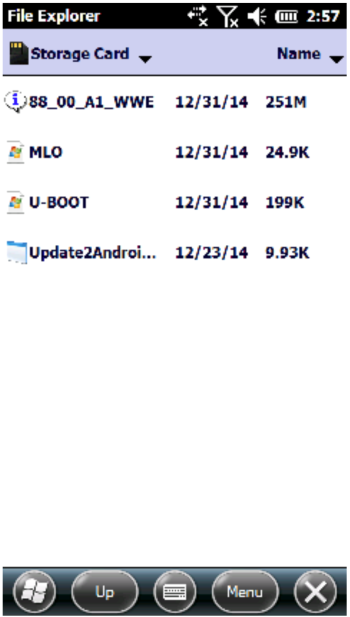 File Explorer 2:57
Storage Card Name
88_00_A1_WWE 12/31/14 251M
MLO 12/31/14 24.9K
U-BOOT 12/31/14 199K
Update2Androi... 12/23/14 9.93K
Up Menu